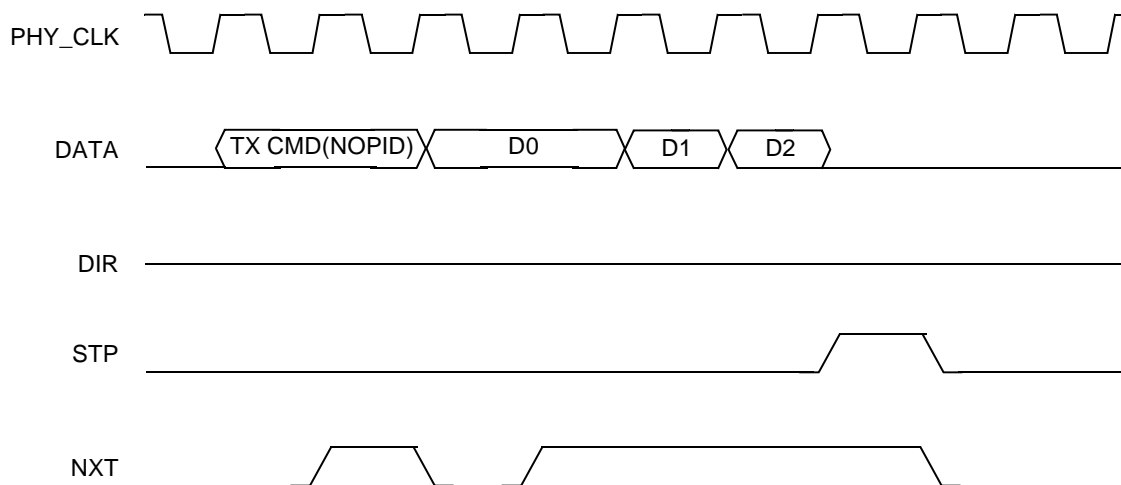 PHY_CLK
DATA
TX CMD(NOPID)
D0
D1
D2
DIR
STP
NXT